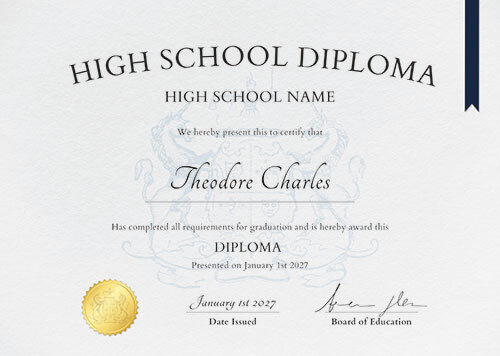 HIGH SCHOOL DIPLOMA
HIGH SCHOOL NAME
We hereby present this to certify that
Theodore Charles
Has completed all requirements for graduation and is hereby award this
DIPLOMA
Presented on January 1st 2027
January 1st 2027
Date Issued
Board of Education